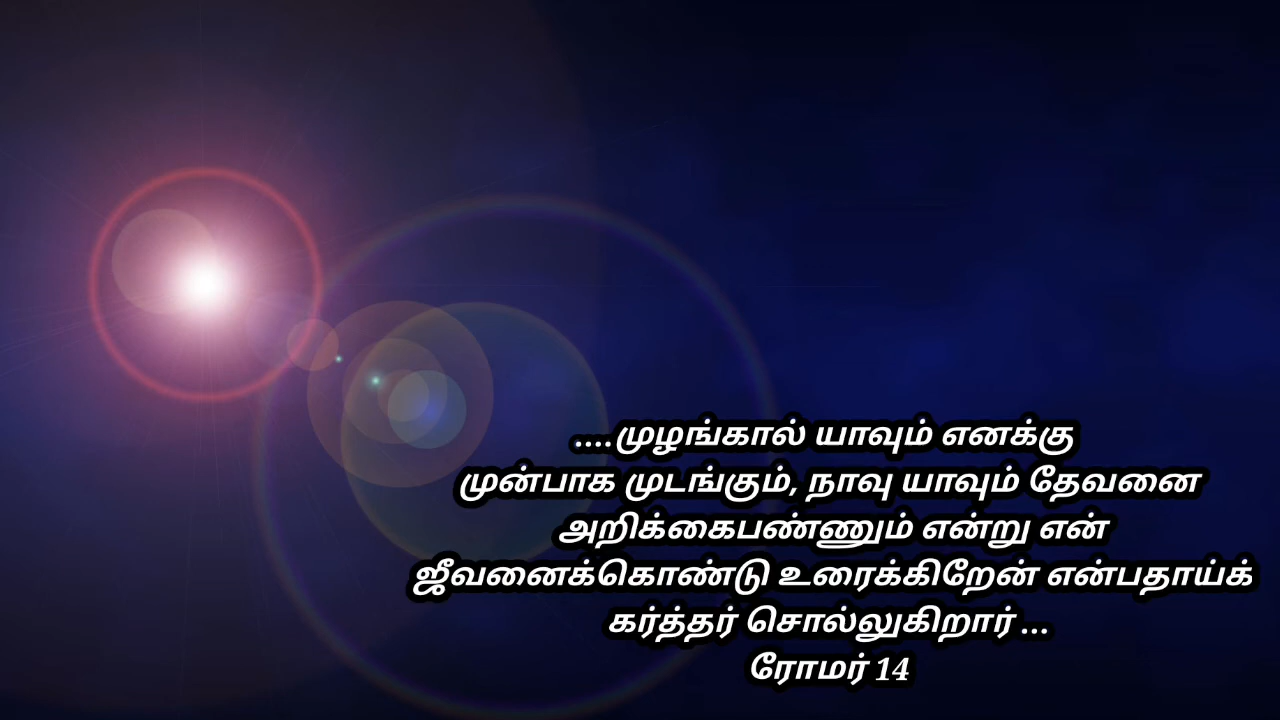 ....முழங்கால் யாவும் எனக்கு
முன்பாக முடங்கும், நாவு யாவும் தேவனை
அறிக்கைபண்ணும் என்று என்
ஜீவனைக்கொண்டு உரைக்கிறேன் என்பதாய்க்
கர்த்தர் சொல்லுகிறார் ...
ரோமர் 14